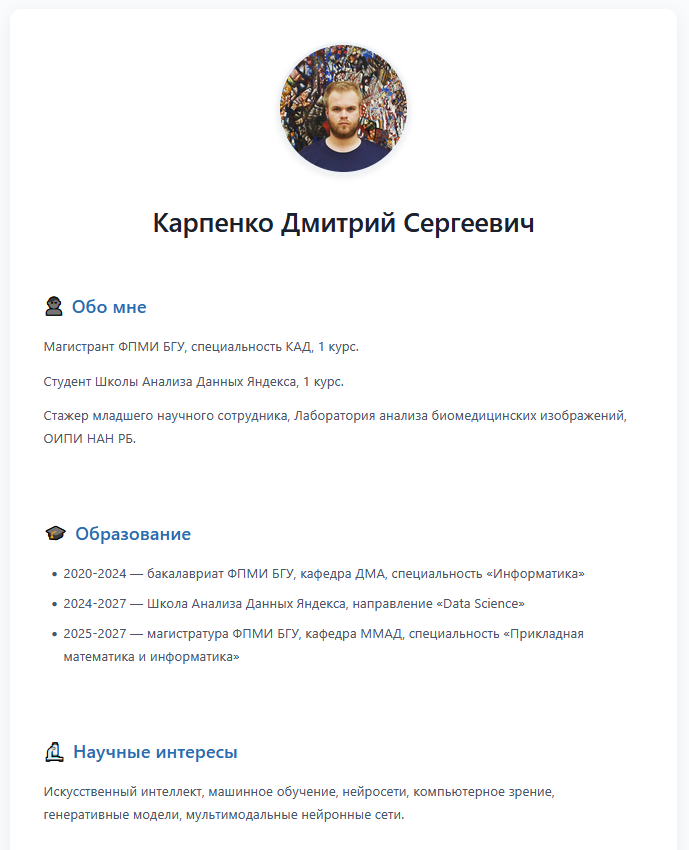 Карпенко Дмитрий Сергеевич
Обо мне
Магистрант ФПМИ БГУ, специальность КАД, 1 курс.
Студент Школы Анализа Данных Яндекса, 1 курс.
Стажер младшего научного сотрудника, Лаборатория анализа биомедицинских изображений,
ОИПИ НАН РБ.
Образование
• 2020-2024 — бакалавриат ФПМИ БГУ, кафедра ДМА, специальность «Информатика»
• 2024-2027 — Школа Анализа Данных Яндекса, направление «Data Science»
• 2025-2027 — магистратура ФПМИ БГУ, кафедра ММАД, специальность «Прикладная
математика и информатика»
Научные интересы
Искусственный интеллект, машинное обучение, нейросети, компьютерное зрение,
генеративные модели, мультимодальные нейронные сети.